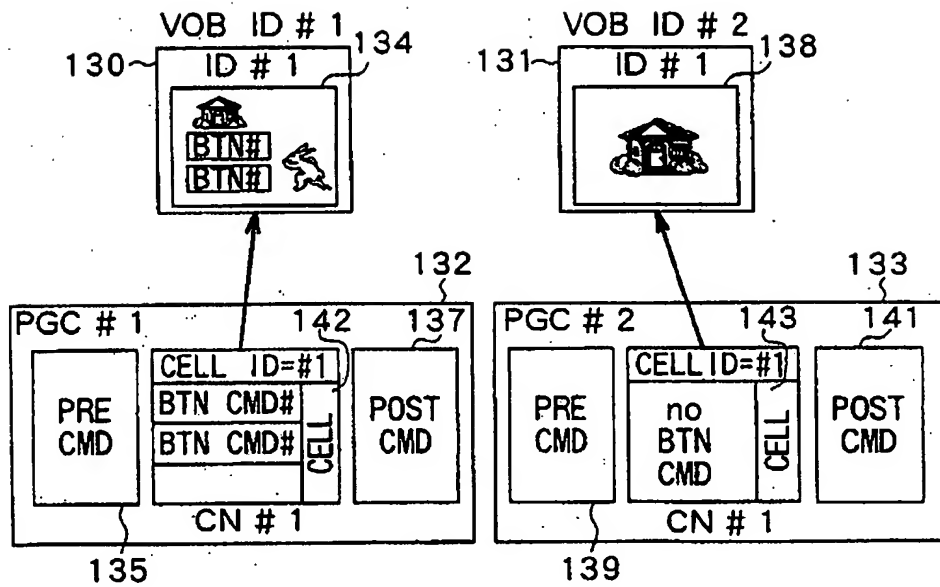 VOB ID # 1
130
ID # 1
134
BTN#
BTN#
VOB ID # 2
131
ID # 1
138
132
PGC # 1
142
137
PRE
CMD
CELL ID=#1
BTN CMD#
BTN CMD#
CELL
POST
CMD
CN # 1
135
133
PGC # 2
143
141
PRE
CMD
CELL ID=#1
no
BTN
CMD
CELL
POST
CMD
CN # 1
139